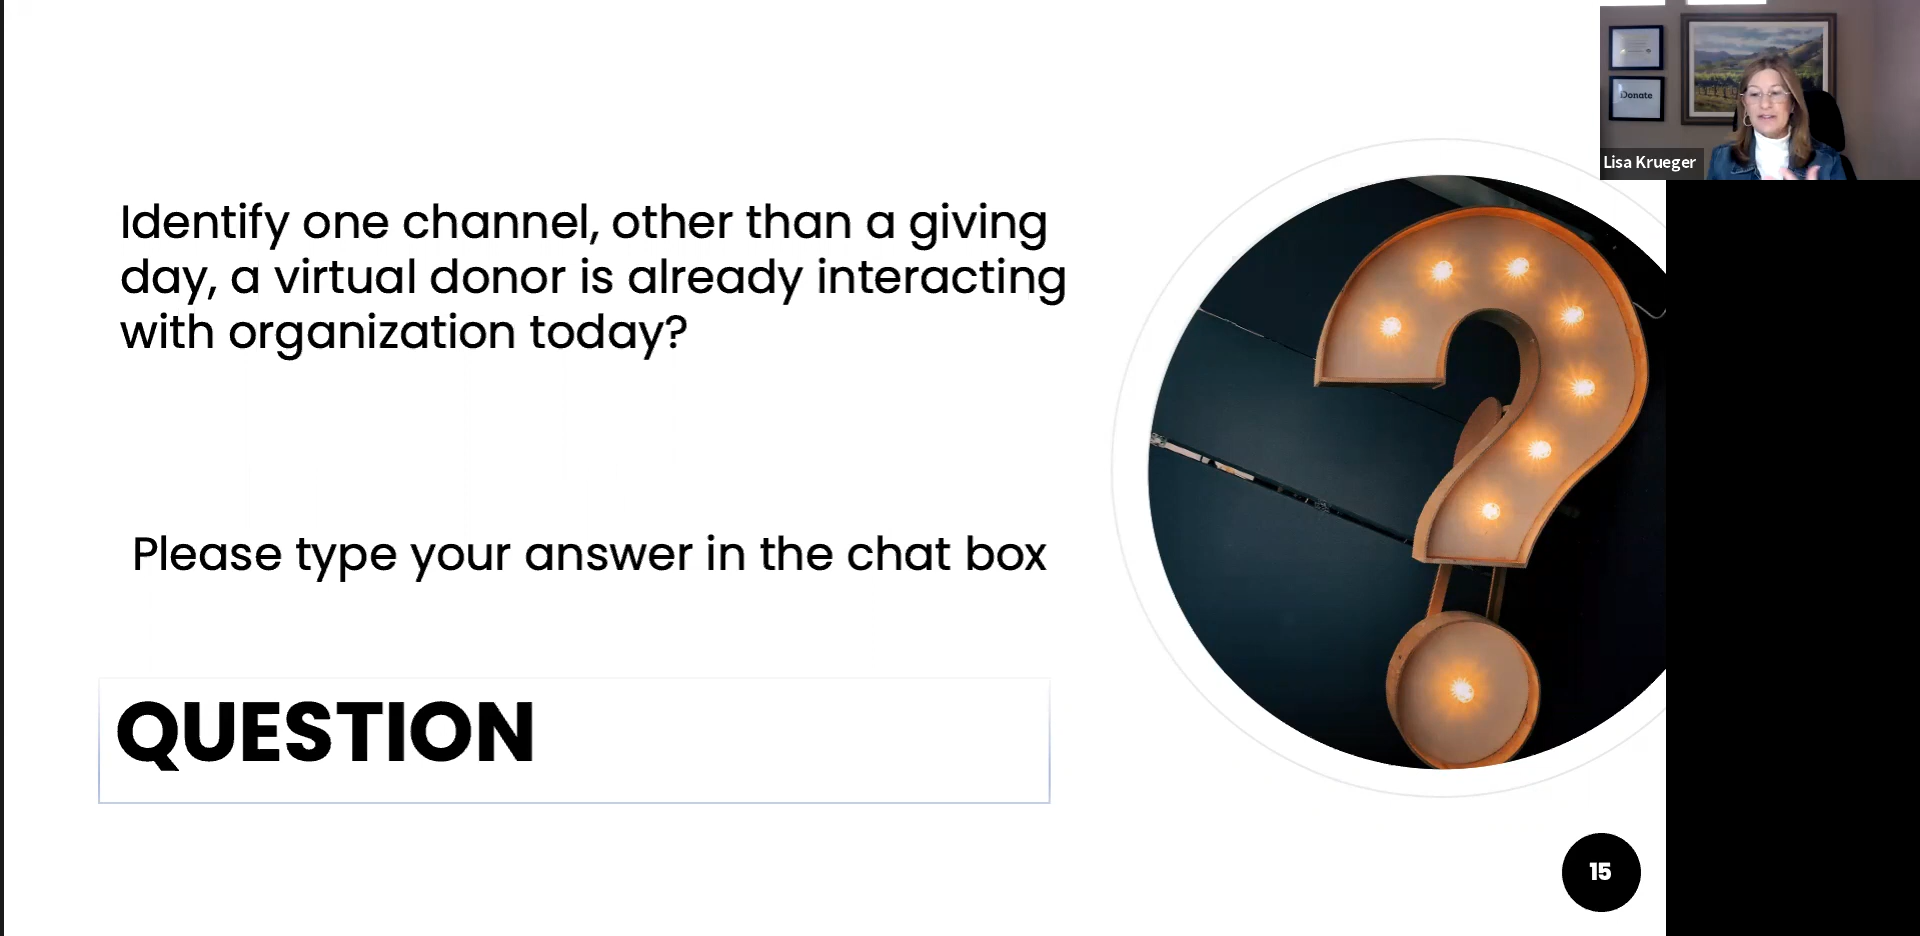 Donate
Lisa Krueger
Identify one channel, other than a giving
day, a virtual donor is already interacting
with organization today?
Please type your answer in the chat box
QUESTION
15